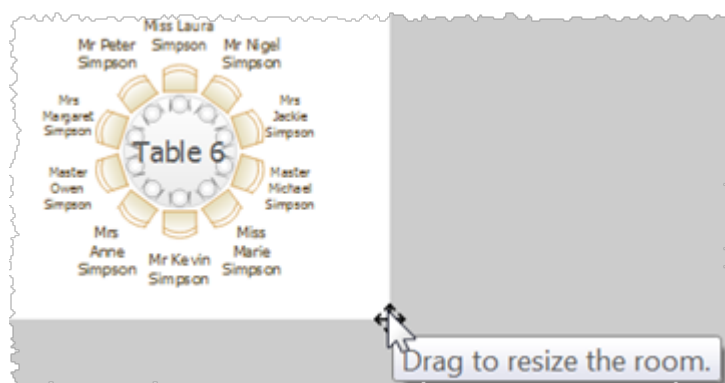 Miss Laura
Simpson
Mr Peter
Simpson
Mr Nigel
Simpson
Mrs
Margaret
Simpson
Mrs
Jackie
Simpson
Table 6
Master
Owen
Simpson
Master
Michael
Simpson
Mrs
Anne
Simpson
Mr Kevin
Simpson
Miss
Marie
Simpson
Drag to resize the room.